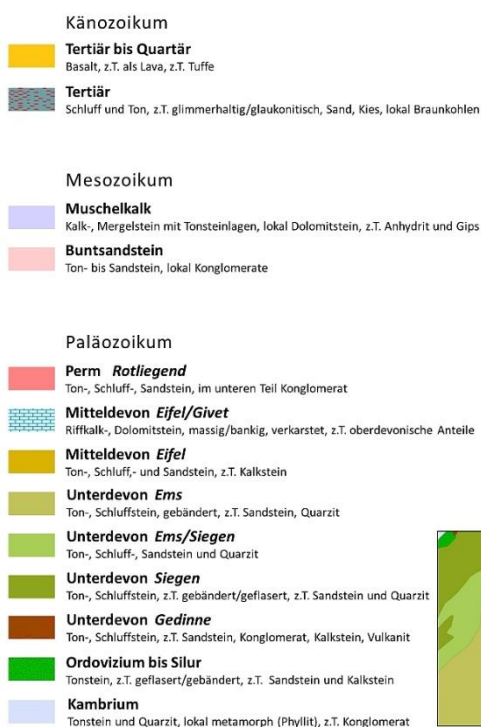 Känozoikum
Tertiär bis Quartär
Basalt, z.T. als Lava, z.T. Tuffe
Tertiär
Schluff und Ton, z.T. glimmerhaltig/glaukonitisch, Sand, Kies, lokal Braunkohlen
Mesozoikum
Muschelkalk
Kalk-, Mergelstein mit Tonsteinlagen, lokal Dolomitstein, z.T. Anhydrit und Gips
Buntsandstein
Ton- bis Sandstein, lokal Konglomerate
Paläozoikum
Perm Rotliegend
Ton-, Schluff-, Sandstein, im unteren Teil Konglomerat
Mitteldevon Eifel/Givet
Riffkalk-, Dolomitstein, massig/bankig, verkarstet, z.T. oberdevonische Anteile
Mitteldevon Eifel
Ton-, Schluff,- und Sandstein, z.T. Kalkstein
Unterdevon Ems
Ton-, Schluffstein, gebändert, z.T. Sandstein, Quarzit
Unterdevon Ems/Siegen
Ton-, Schluff-, Sandstein und Quarzit
Unterdevon Siegen
Ton-, Schluffstein, z.T. gebändert/geflasert, z.T. Sandstein und Quarzit
Unterdevon Gedinne
Ton-, Schluffstein, z.T. Sandstein, Konglomerat, Kalkstein, Vulkanit
Ordovizium bis Silur
Tonstein, z.T. geflasert/gebändert, z.T. Sandstein und Kalkstein
Kambrium
Tonstein und Quarzit, lokal metamorph (Phyllit), z.T. Konglomerat